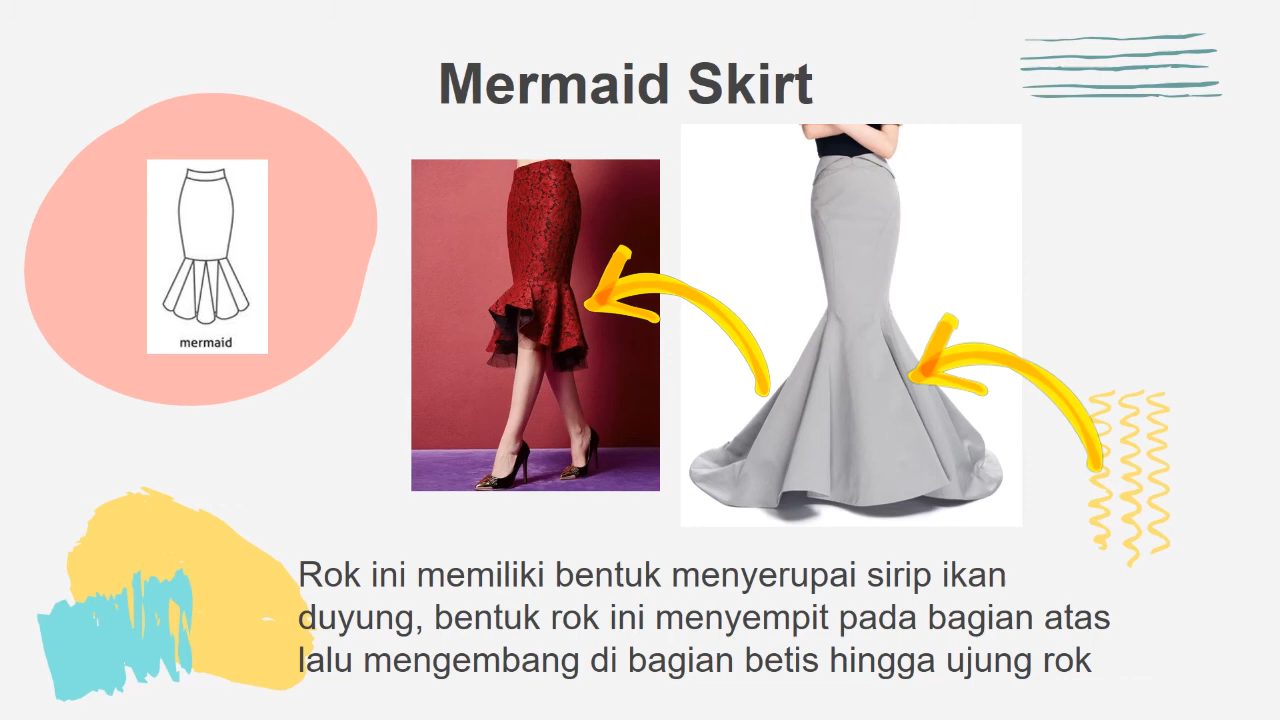 Mermaid Skirt
mermaid
Rok ini memiliki bentuk menyerupai sirip ikan
duyung, bentuk rok ini menyempit pada bagian atas
lalu mengembang di bagian betis hingga ujung rok